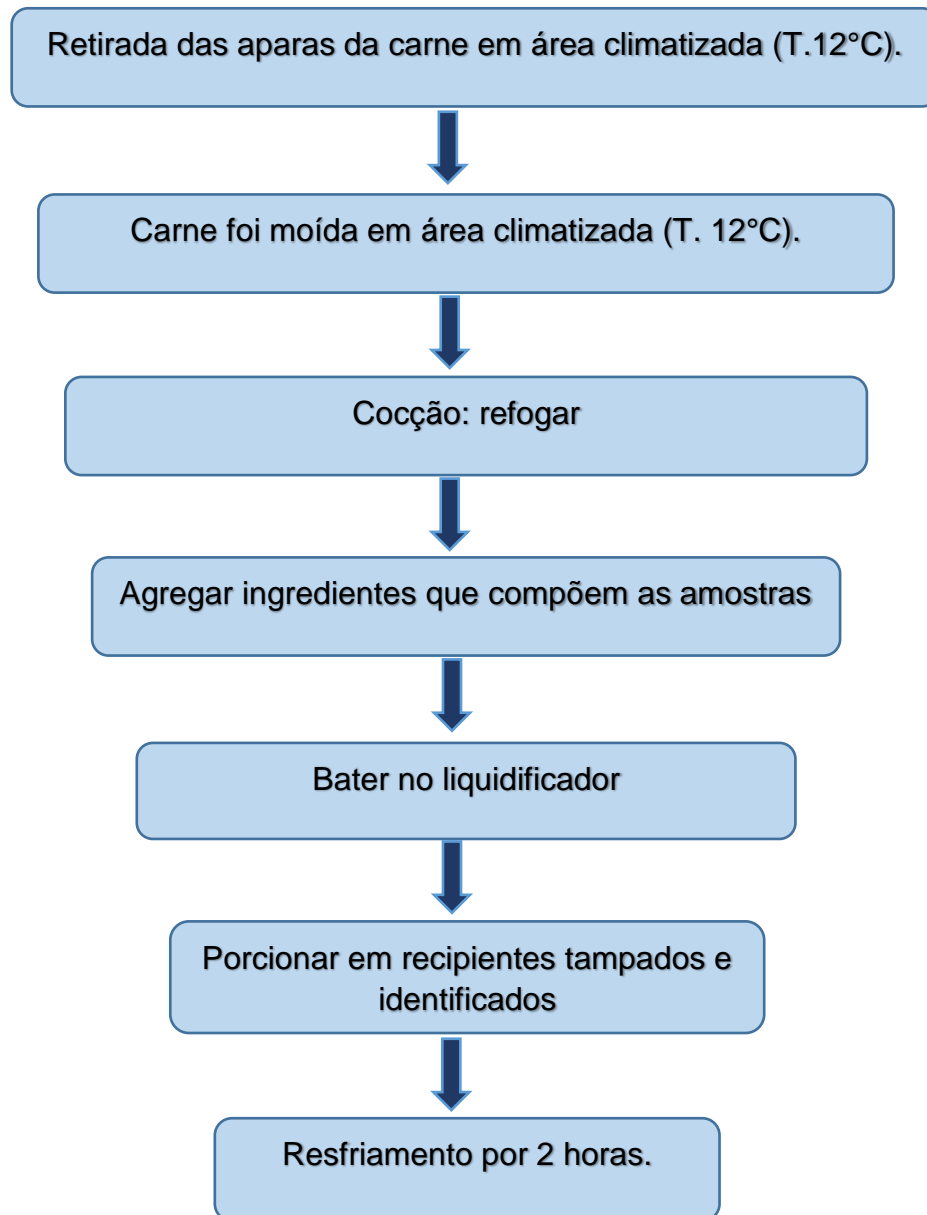 Retirada das aparas da carne em área climatizada (T.12°C).
Carne foi moída em área climatizada (T. 12°C).
Cocção: refogar
Agregar ingredientes que compõem as amostras
Bater no liquidificador
Porcionar em recipientes tampados e
identificados
Resfriamento por 2 horas.